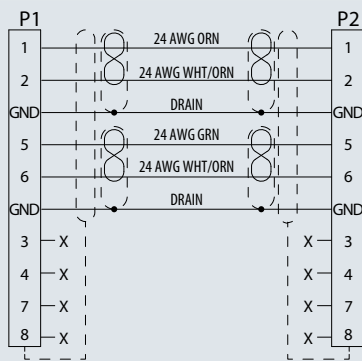 P1 P2
1 24 AWG ORN 1
2 24 AWG WHT/ORN 2
GND DRAIN GND
5 24 AWG GRN 5
6 24 AWG WHT/ORN 6
GND DRAIN GND
3 X X 3
4 X X 4
7 X X 7
8 X X 8